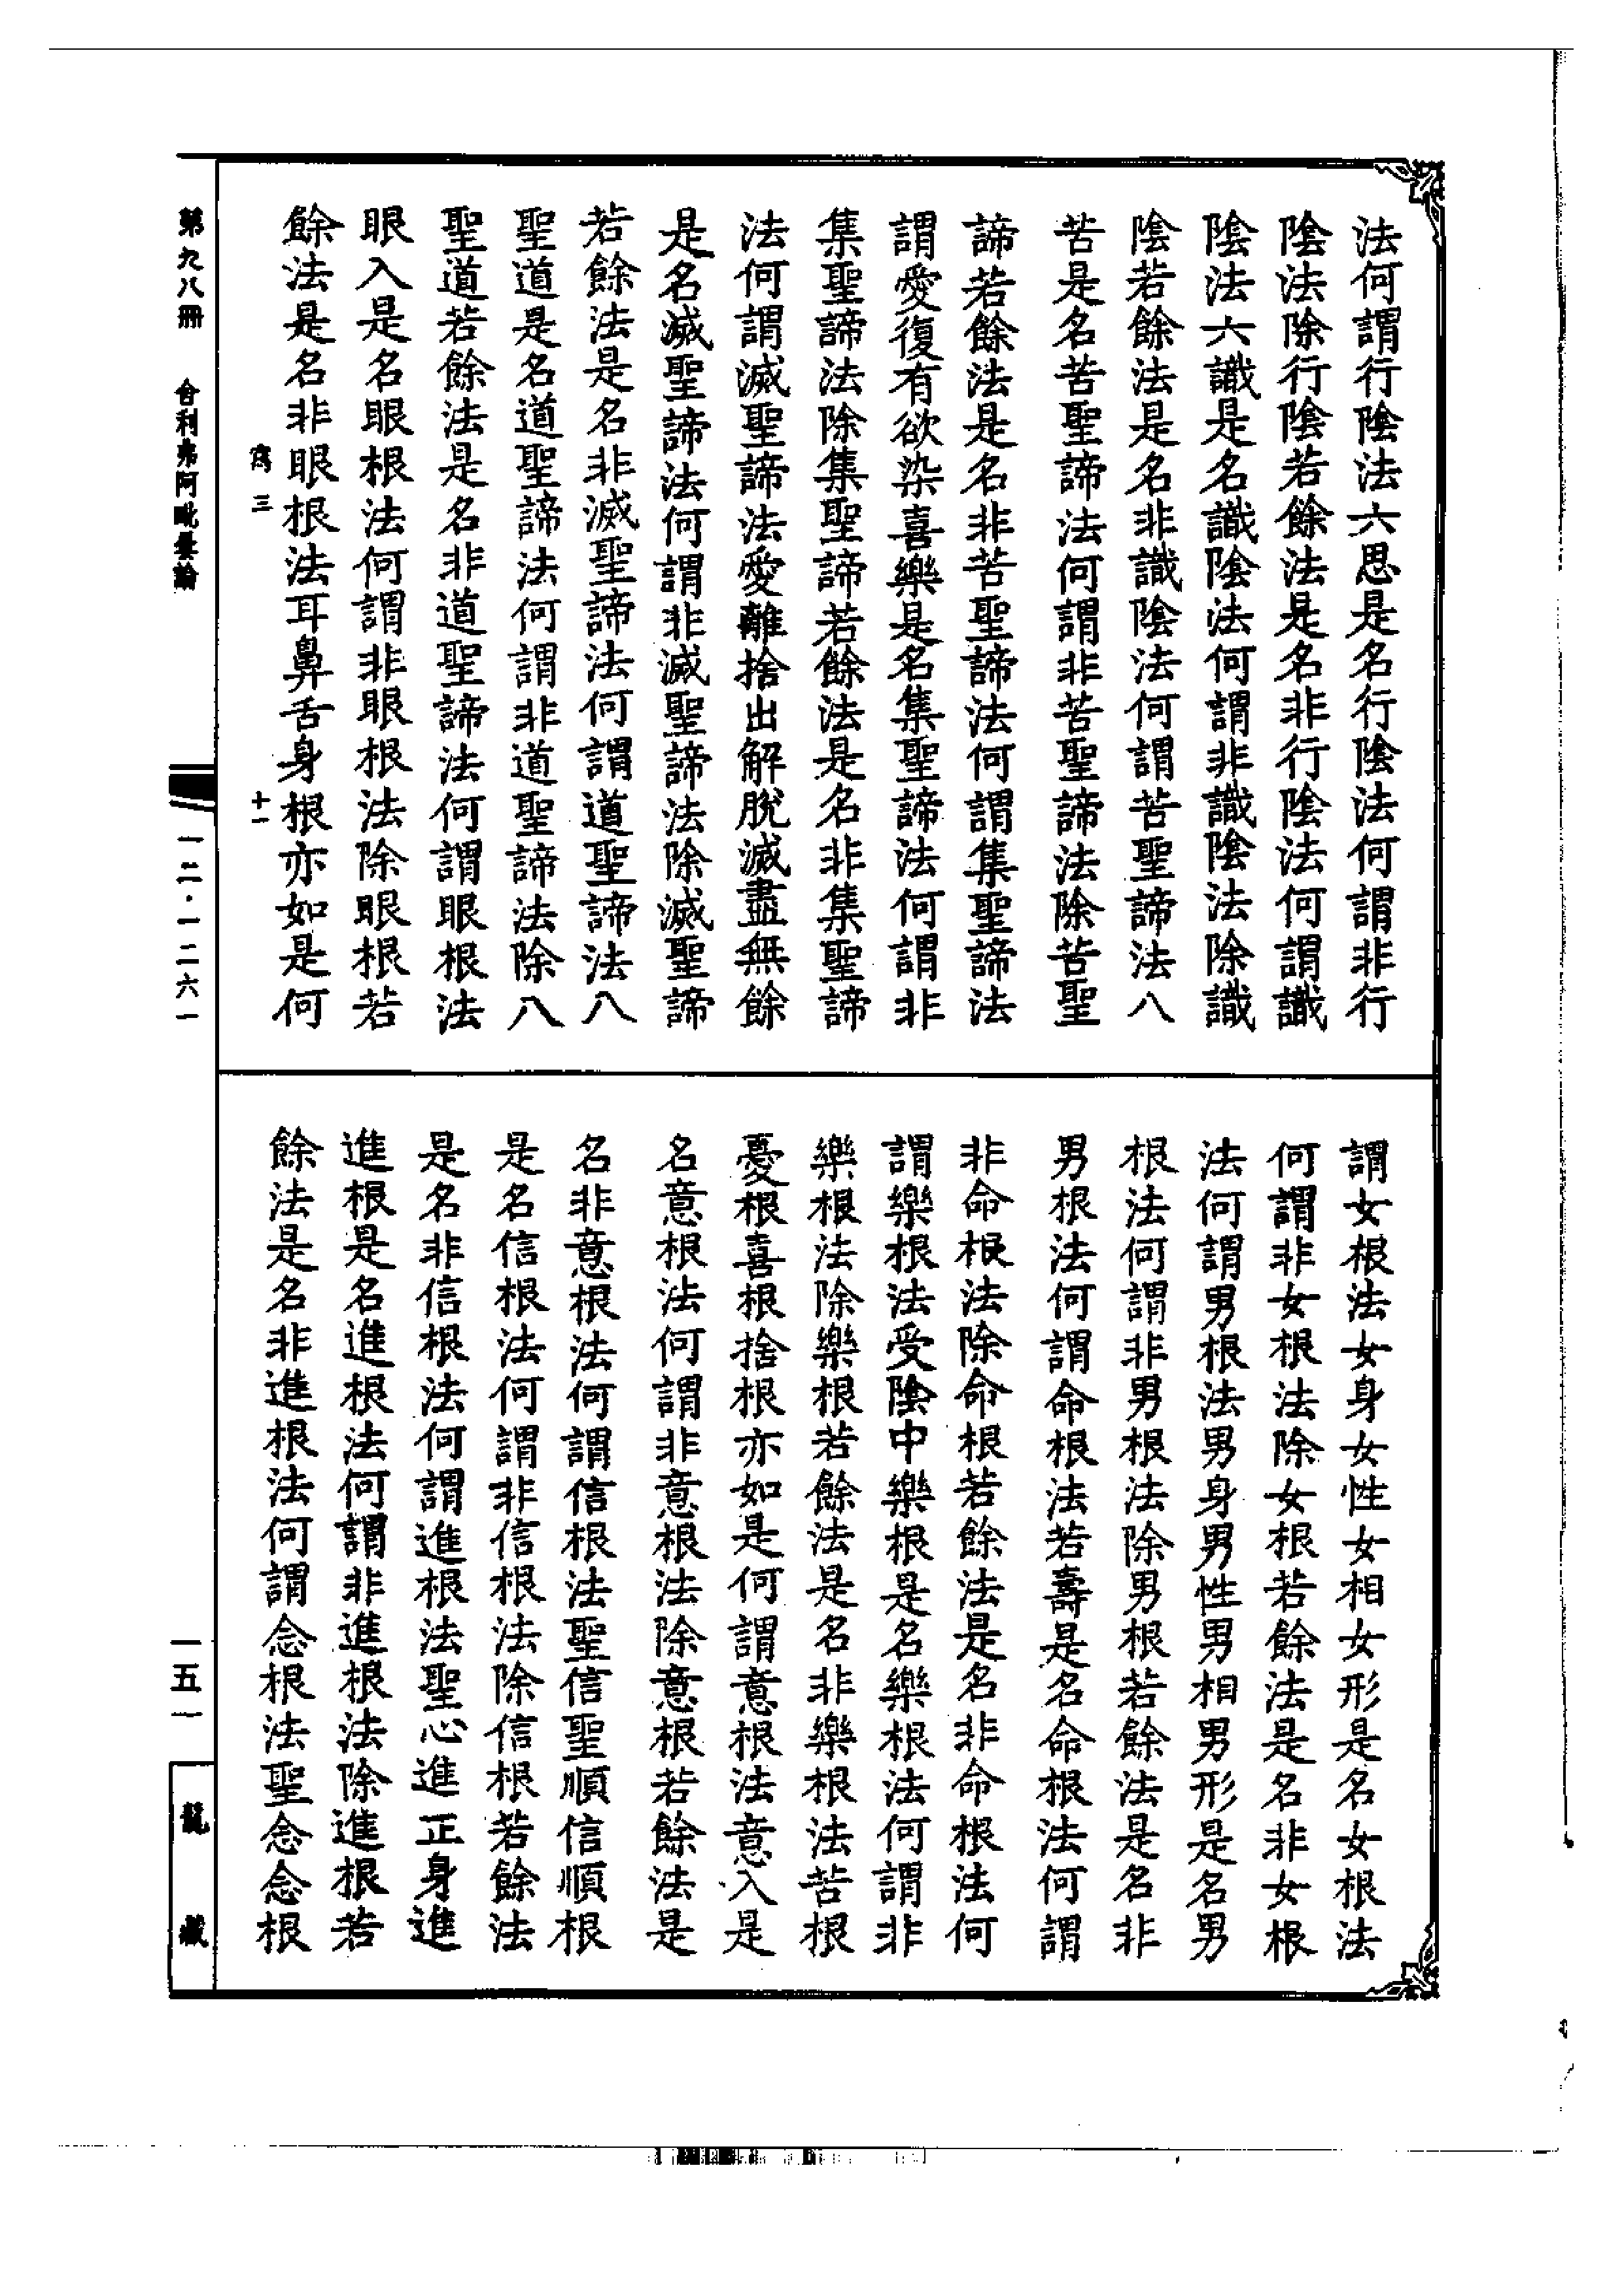 法何謂行陰法六思是名行陰法何謂非行
陰法除行陰若餘法是名非行陰法何謂識
陰法六識是名識陰法何謂非識陰法除識
陰若餘法是名非識陰法何謂苦聖諦法八
苦是名苦聖諦法何謂非苦聖諦法除苦聖
諦若餘法是名非苦聖諦法何謂集聖諦法
謂愛復有欲染喜樂是名集聖諦法何謂非
集聖諦法除集聖諦若餘法是名非集聖諦
法何謂滅聖諦法愛離捨出解脫滅盡無餘
是名滅聖諦法何謂非滅聖諦法除滅聖諦
若餘法是名非滅聖諦法何謂道聖諦法八
聖道是名道聖諦法何謂非道聖諦法除八
聖道若餘法是名非道聖諦法何謂眼根法
眼入是名眼根法何謂非眼根法除眼根若
餘法是名非眼根法耳鼻舌身根亦如是何
三
十一
謂女根法女身女性女相女形是名女根法
何謂非女根法除女根若餘法是名非女根
法何謂男根法男身男性男相男形是名男
根法何謂非男根法除男根若餘法是名非
男根法何謂命根法若壽是名命根法何謂
非命根法除命根若餘法是名非命根法何
謂樂根法受陰中樂根是名樂根法何謂非
樂根法除樂根若餘法是名非樂根法苦根
憂根喜根捨根亦如是何謂意根法意入是
名意根法何謂非意根法除意根若餘法是
名非意根法何謂信根法聖信聖順信順根
是名信根法何謂非信根法除信根若餘法
是名非信根法何謂進根法聖心進正身進
進根是名進根法何謂非進根法除進根若
餘法是名非進根法何謂念根法聖念念根
第九八冊 舍利弗阿毗曇論
一二·一二六一
一五一
龍藏